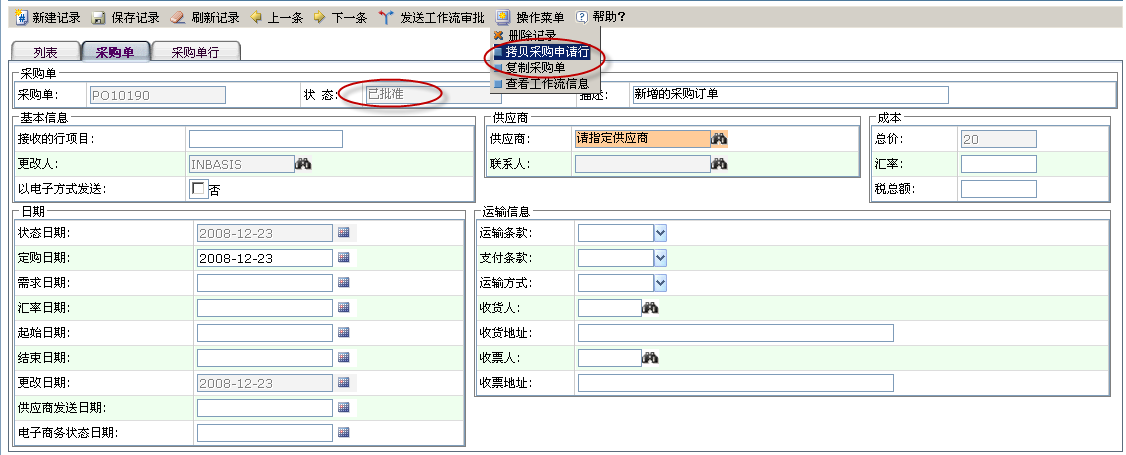 新建记录 保存记录 刷新记录 上一条 下一条 发送工作流审批 操作菜单 帮助?
删除记录
拷贝采购申请行
复制采购单
查看工作流信息
列表 采购单 采购单行
采购单
采购单: PO10190 状 态: 已批准 描述: 新增的采购订单
基本信息
接收的行项目:
更改人: INBASIS
以电子方式发送: 否
供应商
供应商: 请指定供应商
联系人:
成本
总价: 20
汇率:
税总额:
日期
状态日期: 2008-12-23
定购日期: 2008-12-23
需求日期:
汇率日期:
起始日期:
结束日期:
更改日期: 2008-12-23
供应商发送日期:
电子商务状态日期:
运输信息
运输条款:
支付条款:
运输方式:
收货人:
收货地址:
收票人:
收票地址: